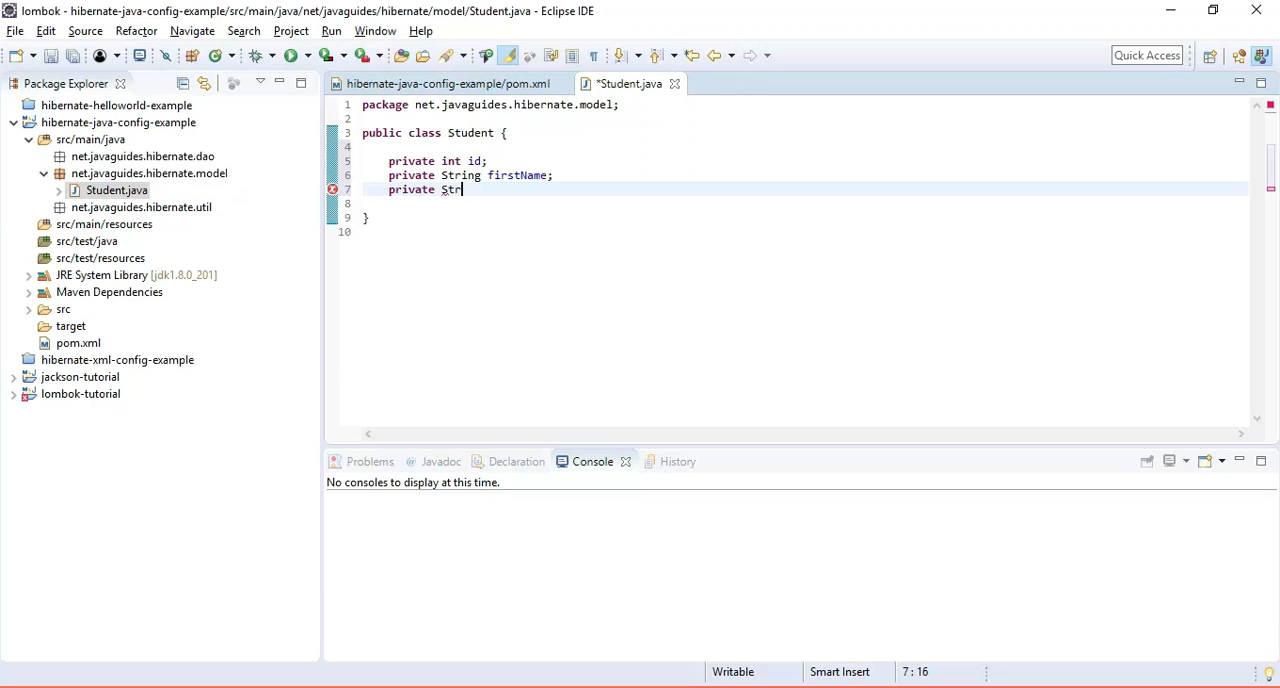 lombok - hibernate-java-config-example/src/main/java/net/javaguides/hibernate/model/Student.java - Eclipse IDE
File Edit Source Refactor Navigate Search Project Run Window Help
Quick Access
Package Explorer
hibernate-helloworld-example
hibernate-java-config-example
src/main/java
net.javaguides.hibernate.dao
net.javaguides.hibernate.model
Student.java
net.javaguides.hibernate.util
src/main/resources
src/test/java
src/test/resources
JRE System Library [jdk1.8.0_201]
Maven Dependencies
src
target
pom.xml
hibernate-xml-config-example
jackson-tutorial
lombok-tutorial
hibernate-java-config-example/pom.xml *Student.java
1 package net.javaguides.hibernate.model;
2
3 public class Student {
4
5 private int id;
6 private String firstName;
7 private Str
8
9 }
10
Problems @ Javadoc Declaration Console History
No consoles to display at this time.
Writable Smart Insert 7 : 16